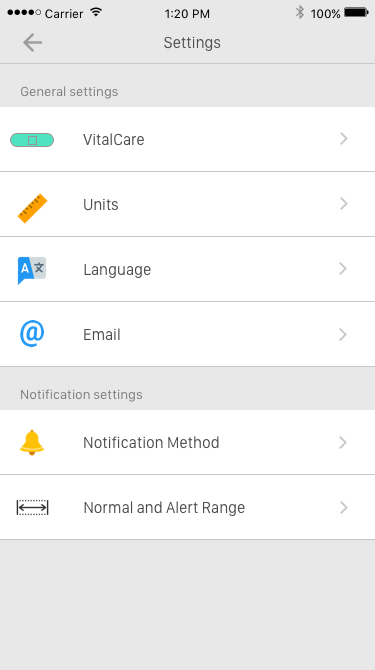 Carrier 1:20 PM 100%
Settings
General settings
VitalCare
Units
A 文 Language
@ Email
Notification settings
Notification Method
Normal and Alert Range